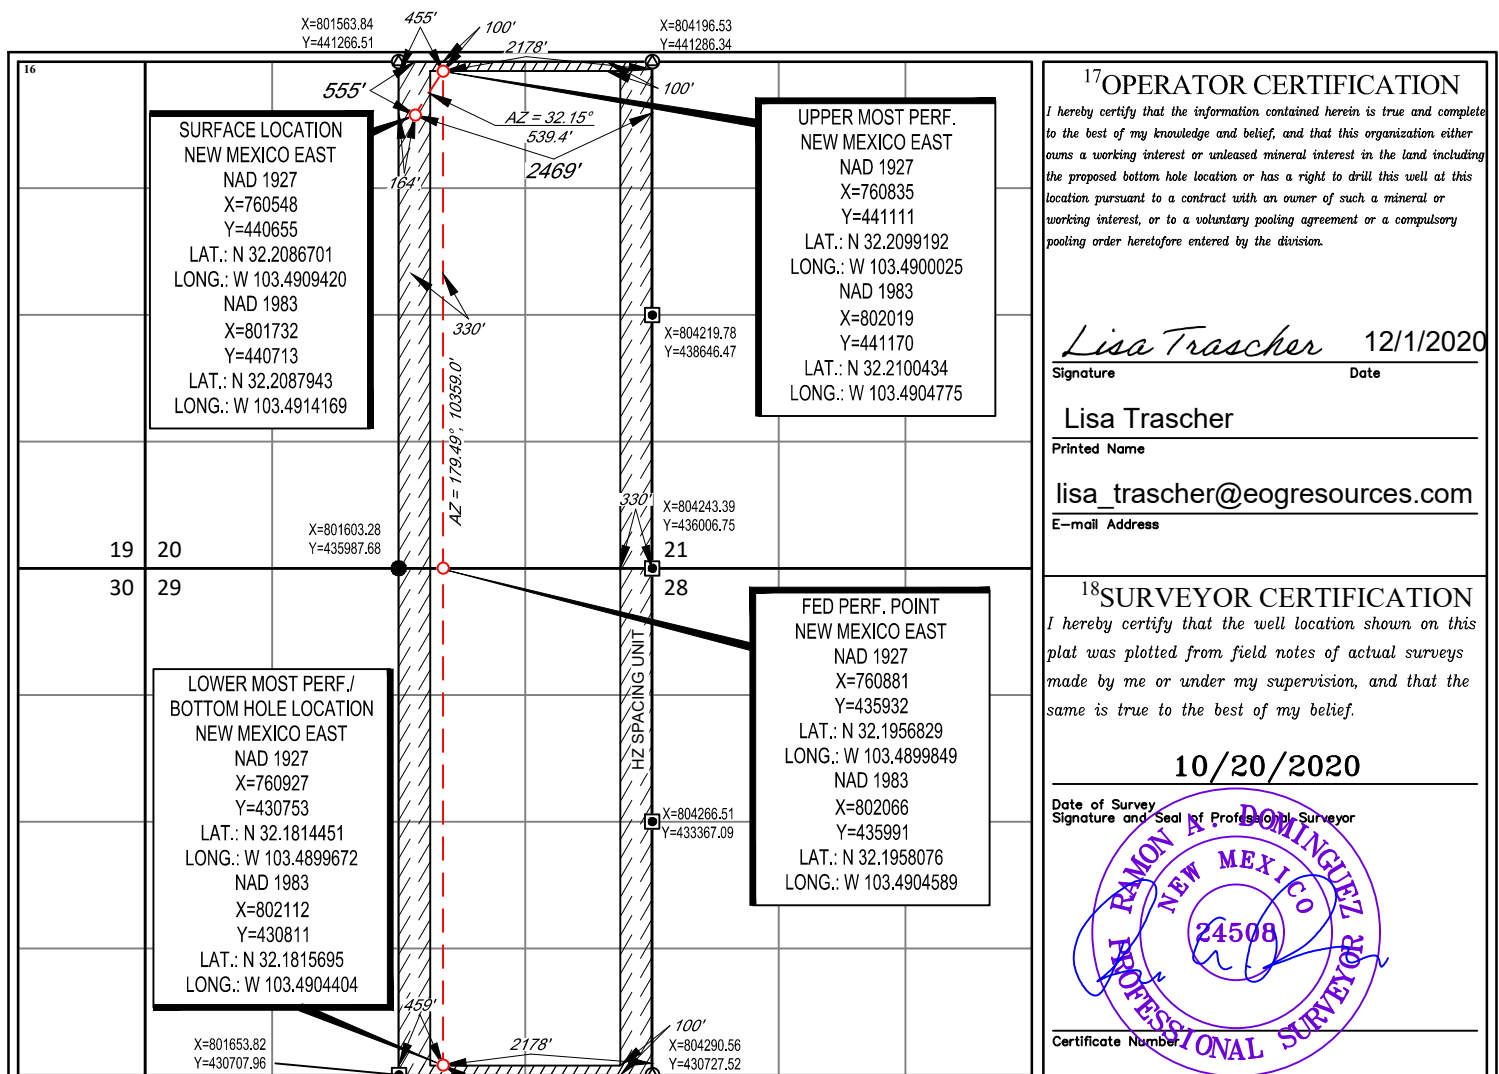 X=801563.84
Y=441266.51
455'
100'
2178'
X=804196.53
Y=441286.34
16
555'
100'
AZ = 32.15°
539.4'
2469'
164'
SURFACE LOCATION
NEW MEXICO EAST
NAD 1927
X=760548
Y=440655
LAT.: N 32.2086701
LONG.: W 103.4909420
NAD 1983
X=801732
Y=440713
LAT.: N 32.2087943
LONG.: W 103.4914169
UPPER MOST PERF.
NEW MEXICO EAST
NAD 1927
X=760835
Y=441111
LAT.: N 32.2099192
LONG.: W 103.4900025
NAD 1983
X=802019
Y=441170
LAT.: N 32.2100434
LONG.: W 103.4904775
330'
X=804219.78
Y=438646.47
AZ = 179.49°, 10359.0'
330'
X=804243.39
Y=436006.75
X=801603.28
Y=435987.68
19 20
21
30 29
28
FED PERF. POINT
NEW MEXICO EAST
NAD 1927
X=760881
Y=435932
LAT.: N 32.1956829
LONG.: W 103.4899849
NAD 1983
X=802066
Y=435991
LAT.: N 32.1958076
LONG.: W 103.4904589
HZ SPACING UNIT
LOWER MOST PERF./
BOTTOM HOLE LOCATION
NEW MEXICO EAST
NAD 1927
X=760927
Y=430753
LAT.: N 32.1814451
LONG.: W 103.4899672
NAD 1983
X=802112
Y=430811
LAT.: N 32.1815695
LONG.: W 103.4904404
X=804266.51
Y=433367.09
459'
100'
2178'
X=801653.82
Y=430707.96
X=804290.56
Y=430727.52
17OPERATOR CERTIFICATION
I hereby certify that the information contained herein is true and complete
to the best of my knowledge and belief, and that this organization either
owns a working interest or unleased mineral interest in the land including
the proposed bottom hole location or has a right to drill this well at this
location pursuant to a contract with an owner of such a mineral or
working interest, or to a voluntary pooling agreement or a compulsory
pooling order heretofore entered by the division.
Lisa Trascher 12/1/2020
Signature Date
Lisa Trascher
Printed Name
lisa_trascher@eogresources.com
E-mail Address
18SURVEYOR CERTIFICATION
I hereby certify that the well location shown on this
plat was plotted from field notes of actual surveys
made by me or under my supervision, and that the
same is true to the best of my belief.
10/20/2020
Date of Survey
Signature and Seal of Professional Surveyor
RAMON A. DOMINGUEZ
NEW MEXICO
24508
PROFESSIONAL SURVEYOR
Certificate Number